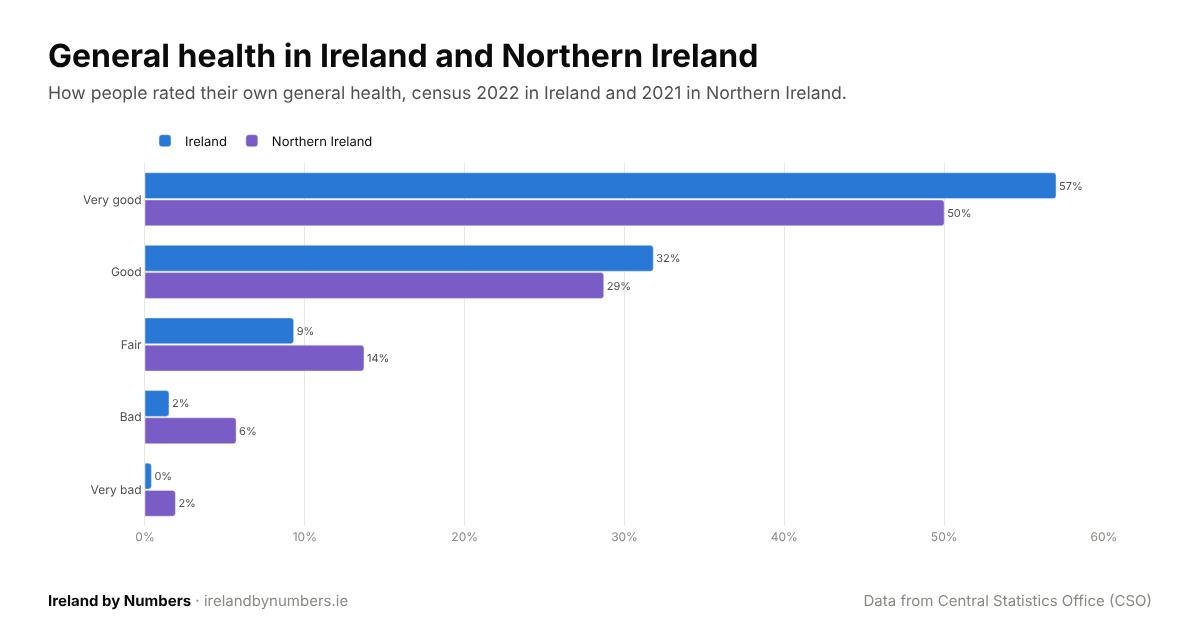 General health in Ireland and Northern Ireland
How people rated their own general health, census 2022 in Ireland and 2021 in Northern Ireland.
Ireland Northern Ireland
Very good
57%
50%
Good
32%
29%
Fair
9%
14%
Bad
2%
6%
Very bad
0%
2%
0% 10% 20% 30% 40% 50% 60%
Ireland by Numbers · irelandbynumbers.ie
Data from Central Statistics Office (CSO)